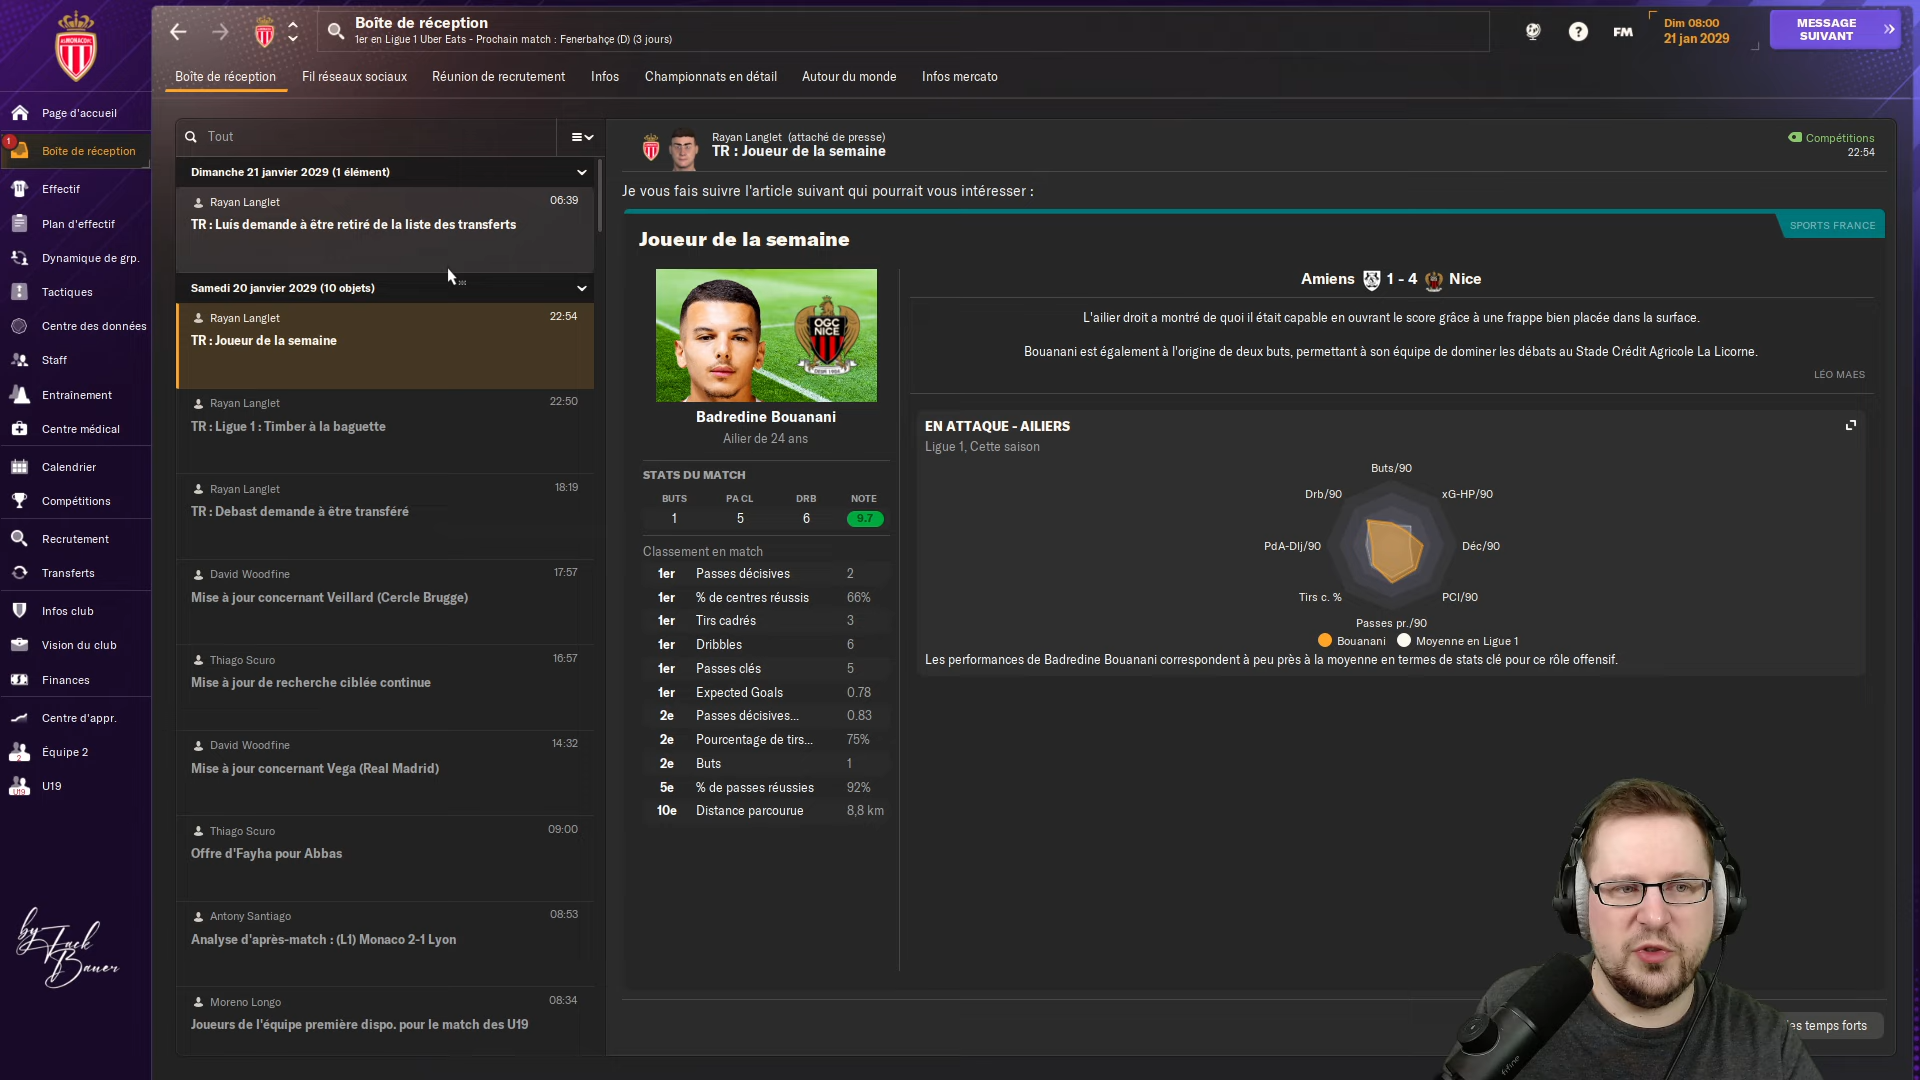 Boîte de réception
1er en Ligue 1 Uber Eats - Prochain match : Fenerbahçe (D) (3 jours)
FM
Dim 08:00
21 jan 2029
MESSAGE
SUIVANT
Boîte de réception
Fil réseaux sociaux
Réunion de recrutement
Infos
Championnats en détail
Autour du monde
Infos mercato
Page d'accueil
1
Boîte de réception
Effectif
Plan d'effectif
Dynamique de grp.
Tactiques
Centre des données
Staff
Entraînement
Centre médical
Calendrier
Compétitions
Recrutement
Transferts
Infos club
Vision du club
Finances
Centre d'appr.
Équipe 2
U19
by Jack
Bauer
Tout
Dimanche 21 janvier 2029 (1 élément)
Rayan Langlet 06:39
TR : Luís demande à être retiré de la liste des transferts
Samedi 20 janvier 2029 (10 objets)
Rayan Langlet 22:54
TR : Joueur de la semaine
Rayan Langlet 22:50
TR : Ligue 1 : Timber à la baguette
Rayan Langlet 18:19
TR : Debast demande à être transféré
David Woodfine 17:57
Mise à jour concernant Veillard (Cercle Brugge)
Thiago Scuro 16:57
Mise à jour de recherche ciblée continue
David Woodfine 14:32
Mise à jour concernant Vega (Real Madrid)
Thiago Scuro 09:00
Offre d'Fayha pour Abbas
Antony Santiago 08:53
Analyse d'après-match : (L1) Monaco 2-1 Lyon
Moreno Longo 08:34
Joueurs de l'équipe première dispo. pour le match des U19
Rayan Langlet (attaché de presse)
TR : Joueur de la semaine
Compétitions
22:54
Je vous fais suivre l'article suivant qui pourrait vous intéresser :
SPORTS FRANCE
Joueur de la semaine
OGC
NICE
Badredine Bouanani
Ailier de 24 ans
STATS DU MATCH
BUTS PA CL DRB NOTE
1 5 6 9.7
Classement en match
1er Passes décisives 2
1er % de centres réussis 66%
1er Tirs cadrés 3
1er Dribbles 6
1er Passes clés 5
1er Expected Goals 0.78
2e Passes décisives... 0.83
2e Pourcentage de tirs... 75%
2e Buts 1
5e % de passes réussies 92%
10e Distance parcourue 8,8 km
Amiens 1 - 4 Nice
L'ailier droit a montré de quoi il était capable en ouvrant le score grâce à une frappe bien placée dans la surface.
Bouanani est également à l'origine de deux buts, permettant à son équipe de dominer les débats au Stade Crédit Agricole La Licorne.
LÉO MAES
EN ATTAQUE - AILIERS
Ligue 1, Cette saison
Buts/90
Drb/90 xG-HP/90
PdA-Dlj/90 Déc/90
Tirs c. % PCl/90
Passes pr./90
Bouanani Moyenne en Ligue 1
Les performances de Badredine Bouanani correspondent à peu près à la moyenne en termes de stats clé pour ce rôle offensif.
es temps forts